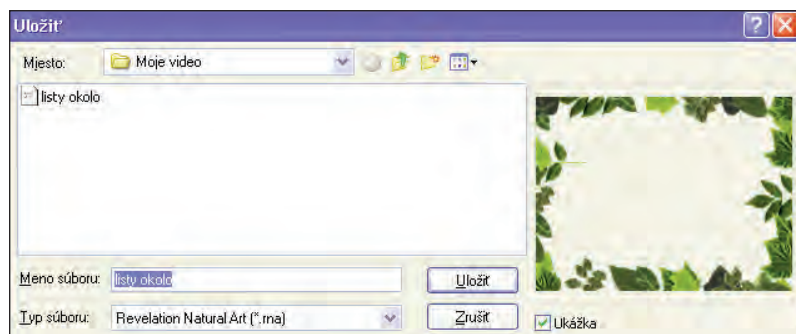 Uložiť
Miesto: Moje video
listy okolo
Meno súboru: listy okolo Uložiť
Typ súboru: Revelation Natural Art (*.rna) Zrušiť
Ukážka